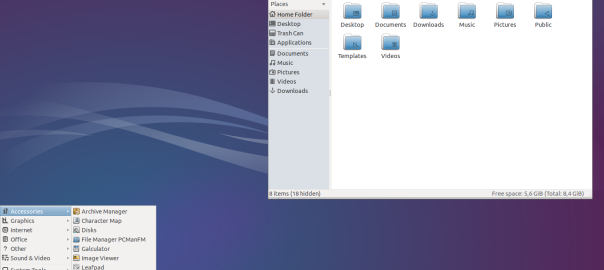 Places
Home Folder
Desktop
Trash Can
Applications
Documents
Music
Pictures
Videos
Downloads
Desktop Documents Downloads Music Pictures Public
Templates Videos
8 items (18 hidden) Free space: 5,6 GiB (Total: 8,4 GiB)
Accessories
Graphics
Internet
Office
Other
Sound & Video
System Tools
Archive Manager
Character Map
Disks
File Manager PCManFM
Galculator
Image Viewer
Leafpad